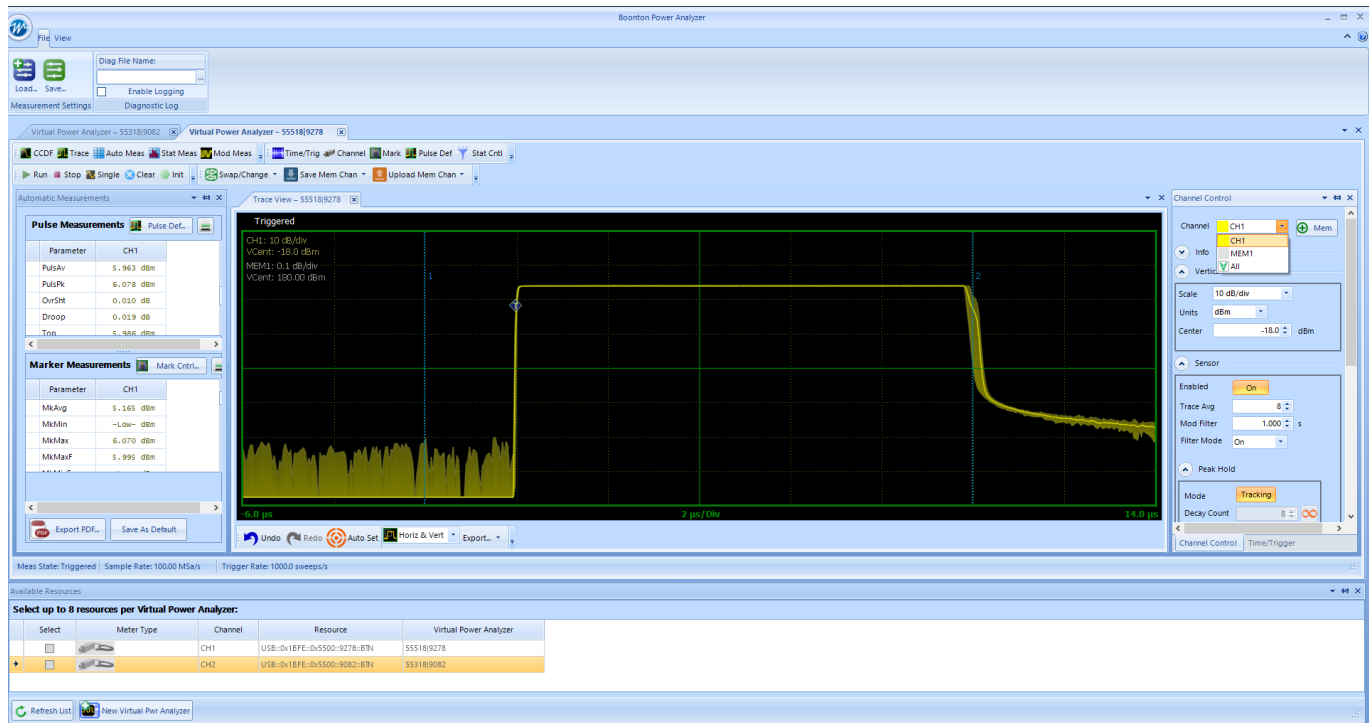 Boonton Power Analyzer
File View
Load... Save...
Measurement Settings
Diag File Name:
...
Enable Logging
Diagnostic Log
Virtual Power Analyzer – 55318|9082
Virtual Power Analyzer – 55518|9278
CCDF Trace Auto Meas Stat Meas Mod Meas Time/Trig Channel Mark Pulse Def Stat Cntl
Run Stop Single Clear Init Swap/Change Save Mem Chan Upload Mem Chan
Automatic Measurements
Pulse Measurements Pulse Def...
Parameter CH1
PulsAv 5.963 dBm
PulsPk 6.078 dBm
OvrSht 0.010 dB
Droop 0.019 dB
Top 5.986 dBm
Marker Measurements Mark Cntrl...
Parameter CH1
MkAvg 5.165 dBm
MkMin -Low- dBm
MkMax 6.070 dBm
MkMaxF 5.995 dBm
PDF Export PDF... Save As Default
Trace View – 55518|9278
Triggered
CH1: 10 dB/div
VCent: -18.0 dBm
MEM1: 0.1 dB/div
VCent: 180.00 dBm
1
2
T
-6.0 µs 2 µs/Div 14.0 µs
Undo Redo Auto Set Horiz & Vert Export...
Channel Control
Channel CH1 Mem
CH1
MEM1
All
Info
Scale 10 dB/div
Units dBm
Center -18.0 dBm
Sensor
Enabled On
Trace Avg 8
Mod Filter 1.000 s
Filter Mode On
Peak Hold
Mode Tracking
Decay Count 8
Channel Control Time/Trigger
Meas State: Triggered Sample Rate: 100.00 MSa/s Trigger Rate: 1000.0 sweeps/s
Available Resources
Select up to 8 resources per Virtual Power Analyzer:
Select Meter Type Channel Resource Virtual Power Analyzer
CH1 USB::0x1BFE::0x5500::9278::BTN 55518|9278
CH2 USB::0x1BFE::0x5500::9082::BTN 55318|9082
Refresh List New Virtual Pwr Analyzer